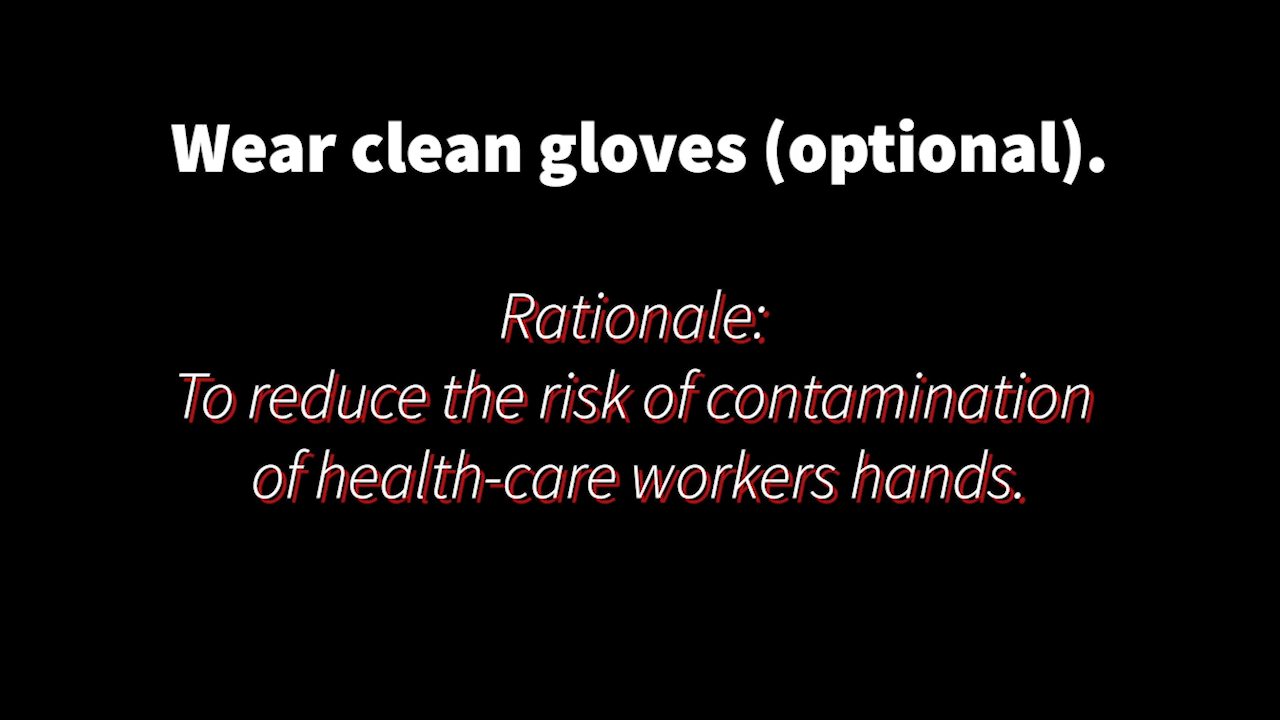 Wear clean gloves (optional).
Rationale:
To reduce the risk of contamination
of health-care workers hands.